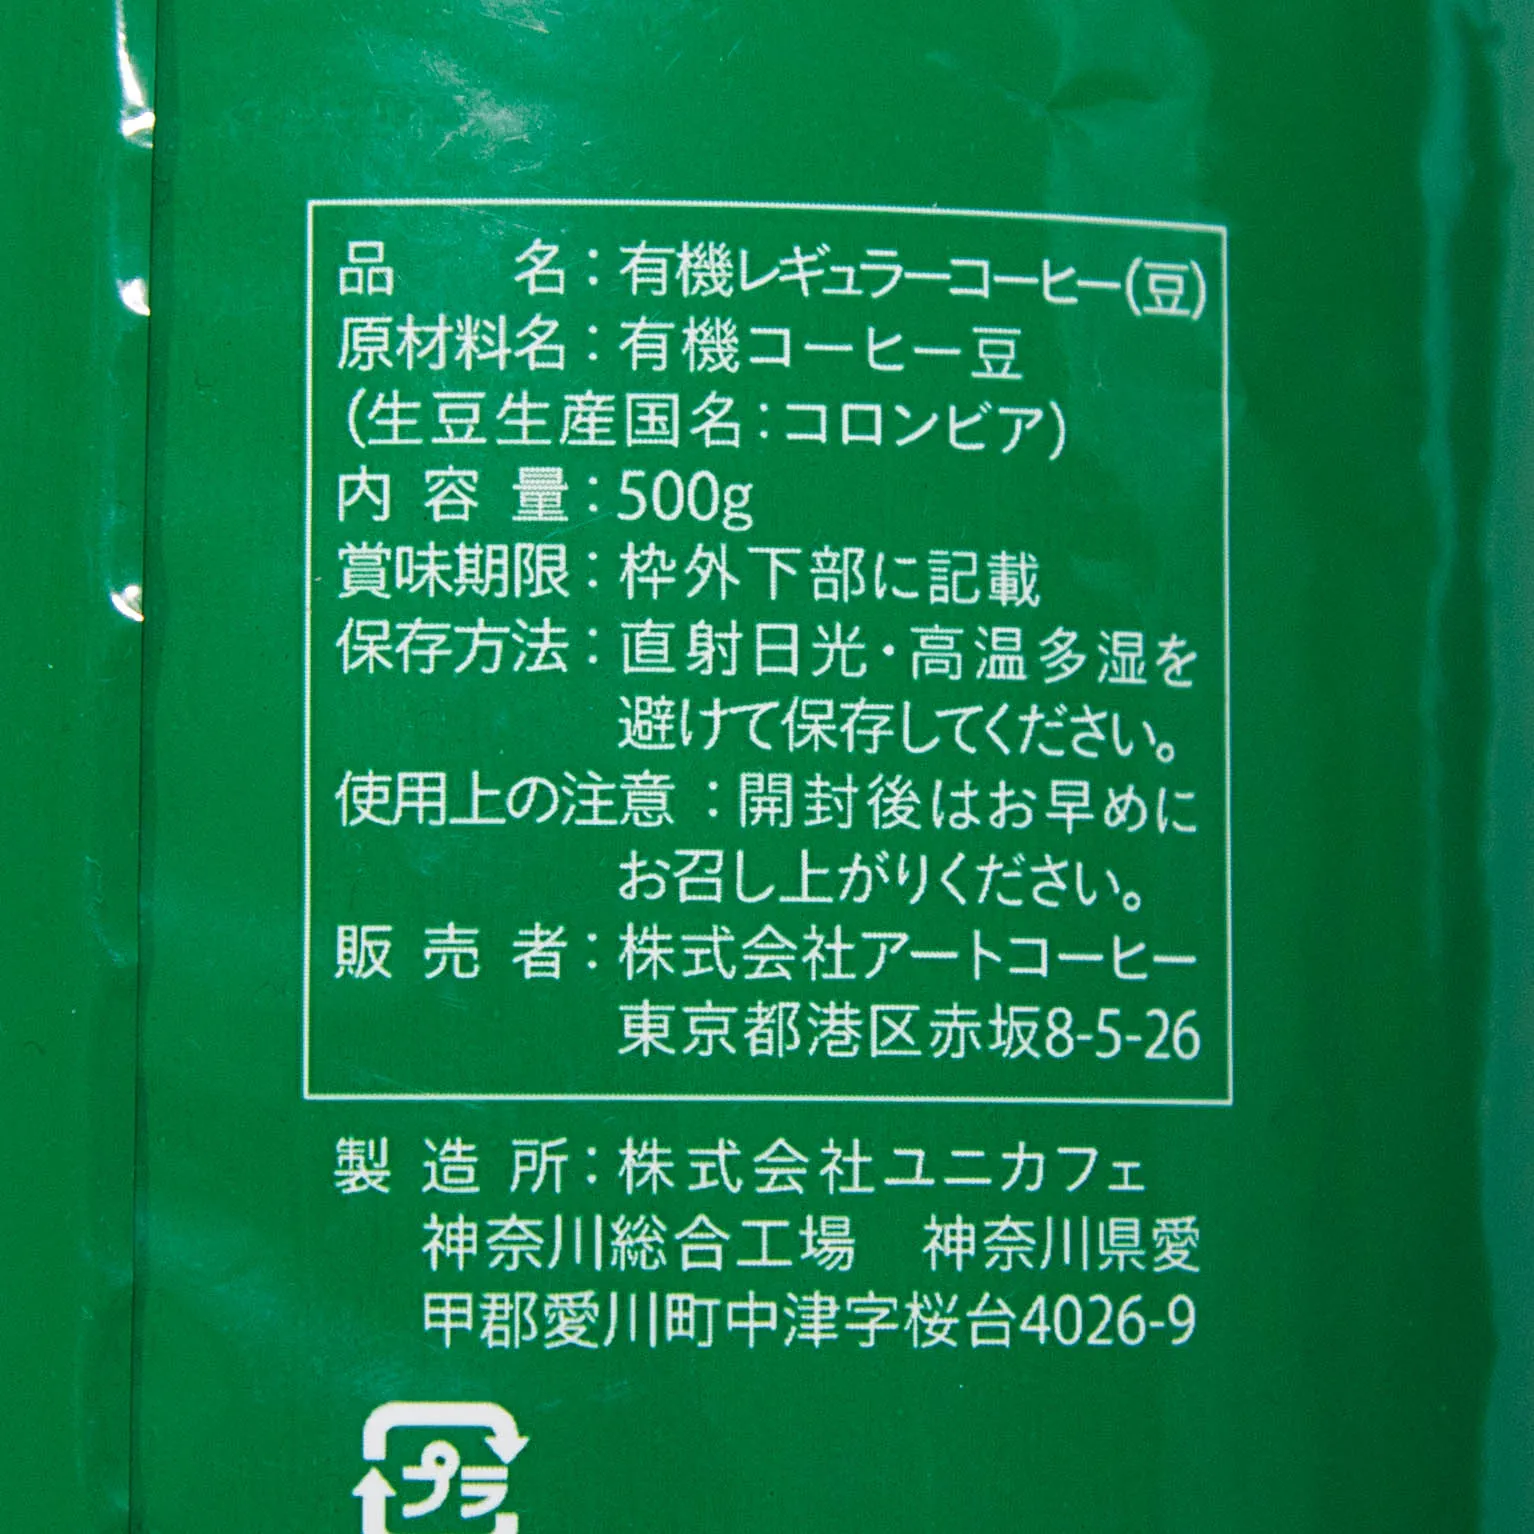 品　　名：有機レギュラーコーヒー(豆)
原材料名：有機コーヒー豆
(生豆生産国名：コロンビア)
内 容 量：500g
賞味期限：枠外下部に記載
保存方法：直射日光・高温多湿を
避けて保存してください。
使用上の注意：開封後はお早めに
お召し上がりください。
販 売 者：株式会社アートコーヒー
東京都港区赤坂8-5-26
製 造 所：株式会社ユニカフェ
神奈川総合工場　神奈川県愛
甲郡愛川町中津字桜台4026-9
プラ